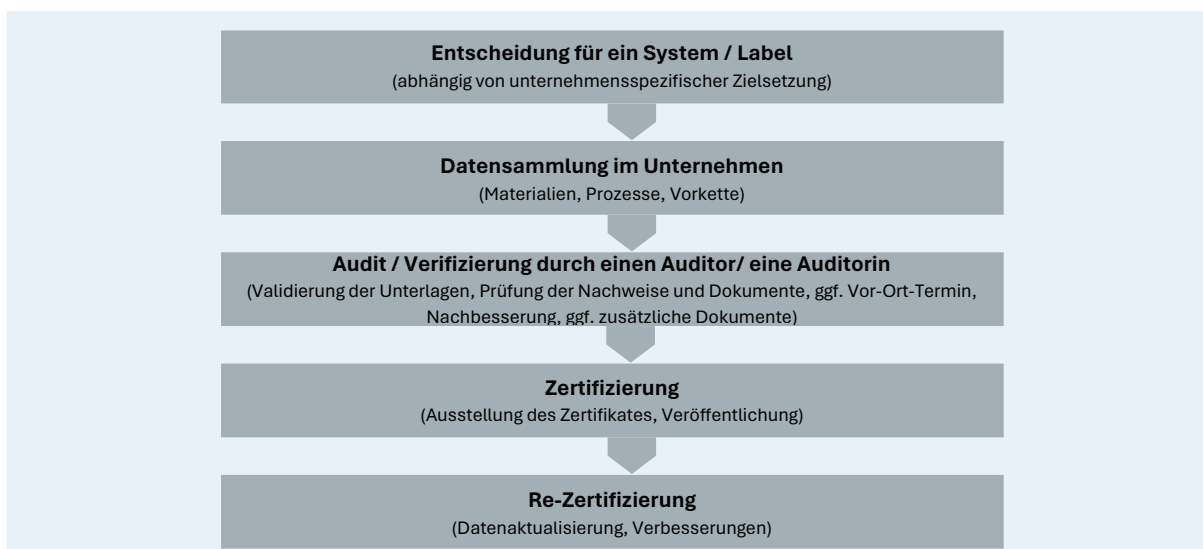 Entscheidung für ein System / Label
(abhängig von unternehmensspezifischer Zielsetzung)
Datensammlung im Unternehmen
(Materialien, Prozesse, Vorkette)
Audit / Verifizierung durch einen Auditor/ eine Auditorin
(Validierung der Unterlagen, Prüfung der Nachweise und Dokumente, ggf. Vor-Ort-Termin,
Nachbesserung, ggf. zusätzliche Dokumente)
Zertifizierung
(Ausstellung des Zertifikates, Veröffentlichung)
Re-Zertifizierung
(Datenaktualisierung, Verbesserungen)